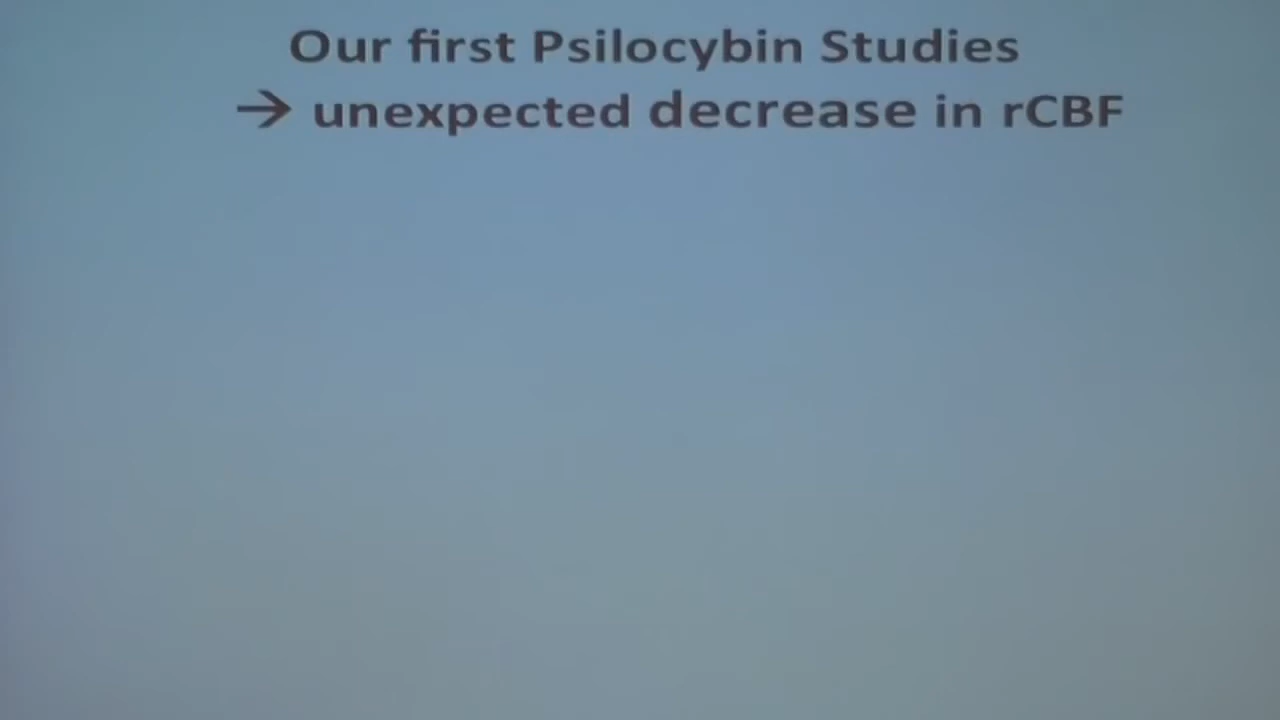 Our first Psilocybin Studies
→ unexpected decrease in rCBF